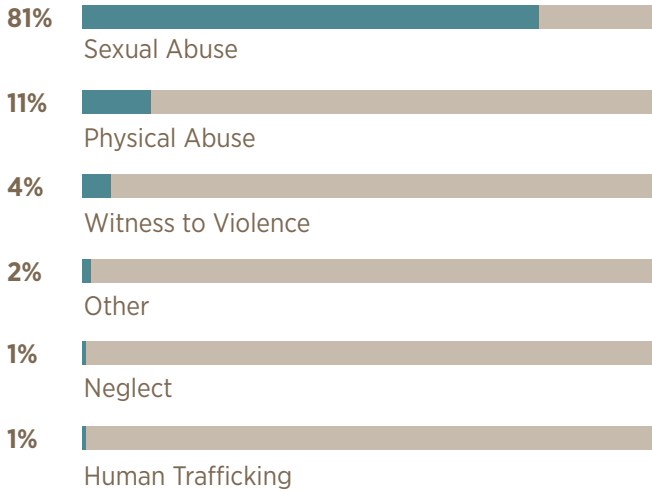 81%
Sexual Abuse
11%
Physical Abuse
4%
Witness to Violence
2%
Other
1%
Neglect
1%
Human Trafficking